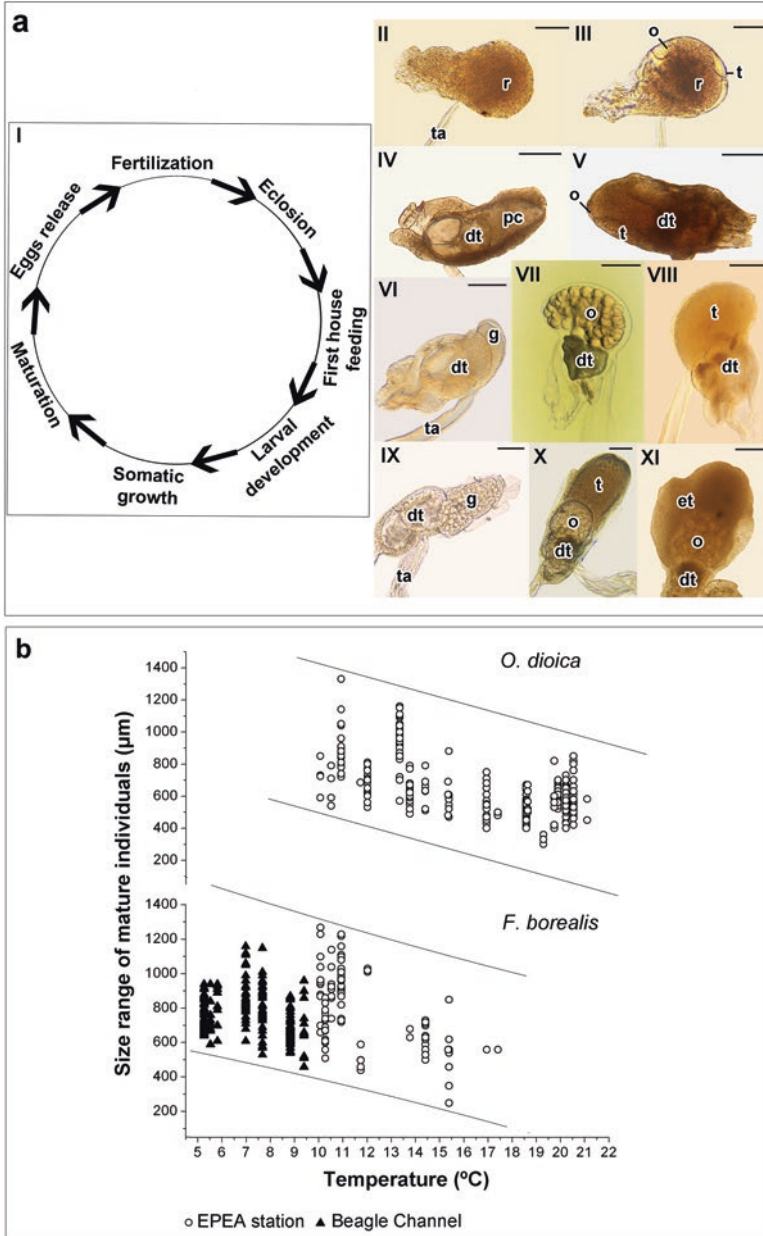 a
I
Fertilization
Eclosion
First house
feeding
Larval
development
Somatic
growth
Maturation
Eggs release
II
r
ta
III
o
t
r
IV
dt
pc
V
o
t
dt
VI
g
dt
ta
VII
o
dt
VIII
t
dt
IX
g
dt
ta
X
t
o
dt
XI
et
o
dt
b
O. dioica
1400
1200
1000
800
600
400
200
F. borealis
1400
1200
1000
800
600
400
200
Size range of mature individuals (µm)
5 6 7 8 9 10 11 12 13 14 15 16 17 18 19 20 21 22
Temperature (ºC)
EPEA station Beagle Channel